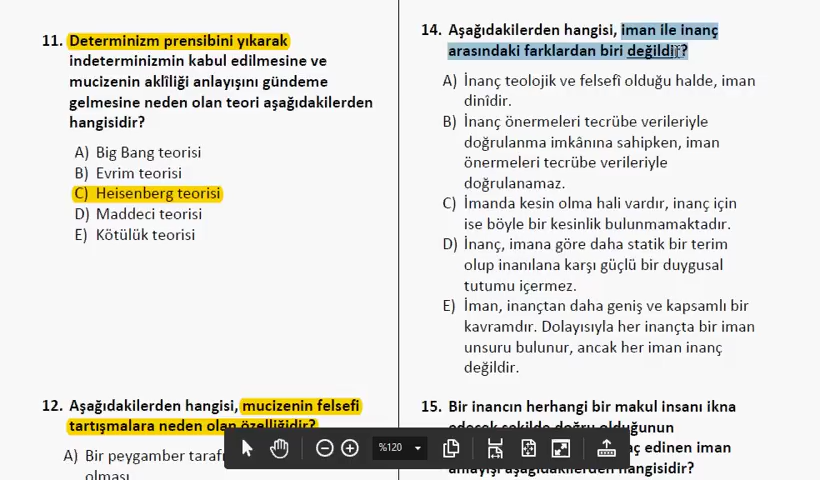 11. Determinizm prensibini yıkarak
indeterminizmin kabul edilmesine ve
mucizenin aklîliği anlayışını gündeme
gelmesine neden olan teori aşağıdakilerden
hangisidir?
A) Big Bang teorisi
B) Evrim teorisi
C) Heisenberg teorisi
D) Maddeci teorisi
E) Kötülük teorisi
12. Aşağıdakilerden hangisi, mucizenin felsefi
tartışmalara neden olan özelliğidir?
A) Bir peygamber
olması
14. Aşağıdakilerden hangisi, iman ile inanç
arasındaki farklardan biri değildir?
A) İnanç teolojik ve felsefî olduğu halde, iman
dinîdir.
B) İnanç önermeleri tecrübe verileriyle
doğrulanma imkânına sahipken, iman
önermeleri tecrübe verileriyle
doğrulanamaz.
C) İmanda kesin olma hali vardır, inanç için
ise böyle bir kesinlik bulunmamaktadır.
D) İnanç, imana göre daha statik bir terim
olup inanılana karşı güçlü bir duygusal
tutumu içermez.
E) İman, inançtan daha geniş ve kapsamlı bir
kavramdır. Dolayısıyla her inançta bir iman
unsuru bulunur, ancak her iman inanç
değildir.
15. Bir inancın herhangi bir makul insanı ikna
edecek şekilde doğru olduğunun
edinen iman
anlayışı aşağıdakilerden hangisidir?
%120